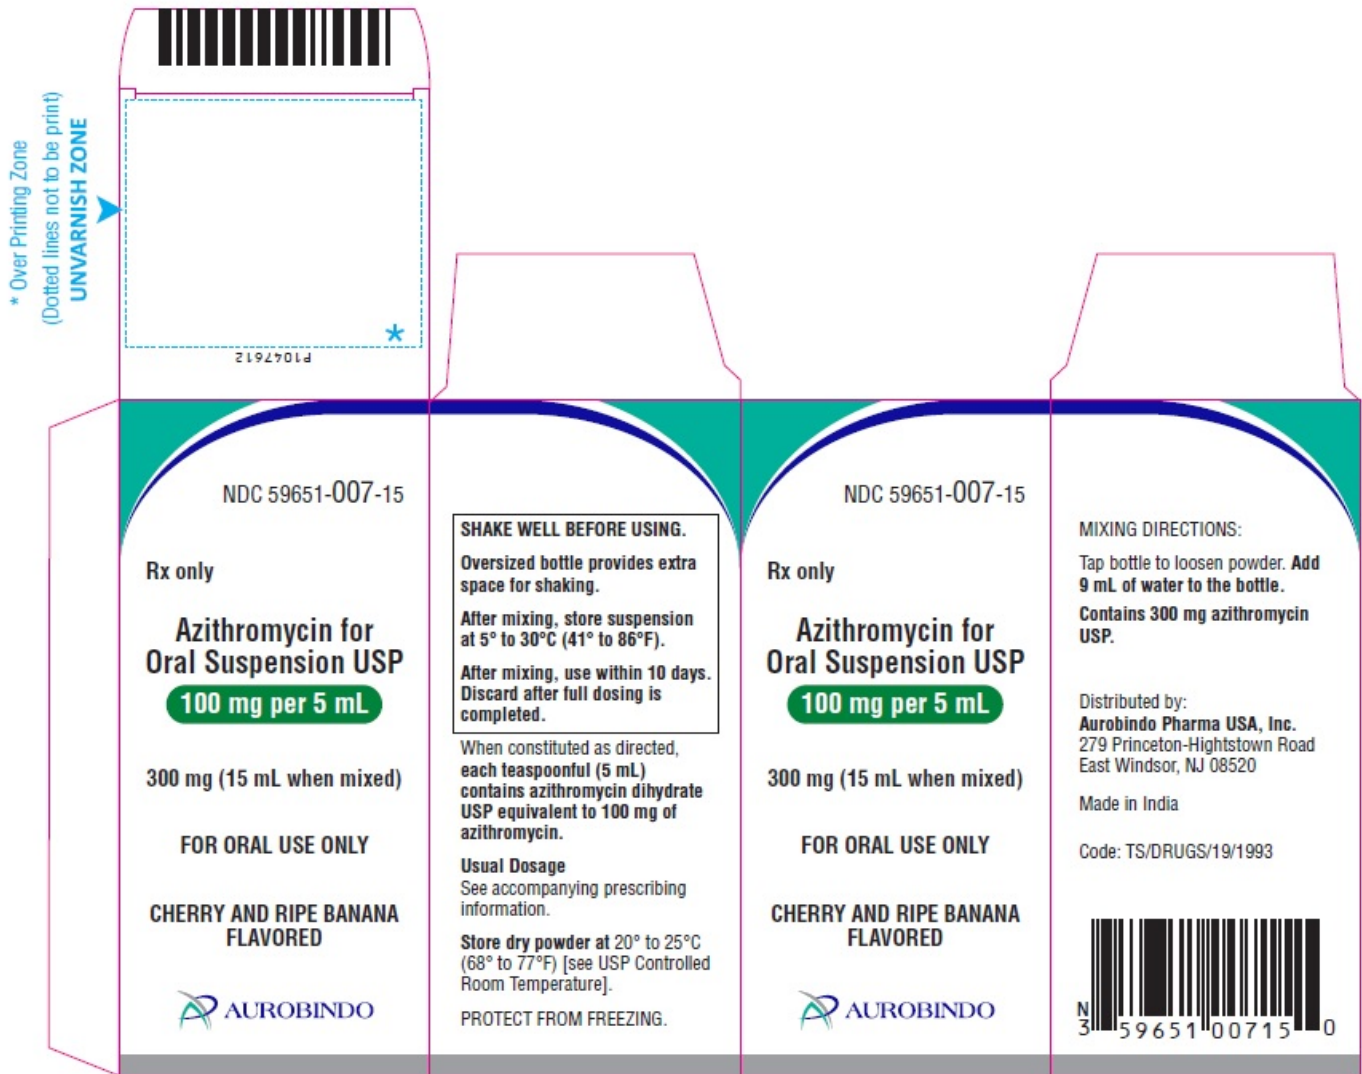 * Over Printing Zone
(Dotted lines not to be print)
UNVARNISH ZONE
*
P1047612
NDC 59651-007-15
Rx only
Azithromycin for
Oral Suspension USP
100 mg per 5 mL
300 mg (15 mL when mixed)
FOR ORAL USE ONLY
CHERRY AND RIPE BANANA
FLAVORED
AUROBINDO
SHAKE WELL BEFORE USING.
Oversized bottle provides extra
space for shaking.
After mixing, store suspension
at 5° to 30°C (41° to 86°F).
After mixing, use within 10 days.
Discard after full dosing is
completed.
When constituted as directed,
each teaspoonful (5 mL)
contains azithromycin dihydrate
USP equivalent to 100 mg of
azithromycin.
Usual Dosage
See accompanying prescribing
information.
Store dry powder at 20° to 25°C
(68° to 77°F) [see USP Controlled
Room Temperature].
PROTECT FROM FREEZING.
NDC 59651-007-15
Rx only
Azithromycin for
Oral Suspension USP
100 mg per 5 mL
300 mg (15 mL when mixed)
FOR ORAL USE ONLY
CHERRY AND RIPE BANANA
FLAVORED
AUROBINDO
MIXING DIRECTIONS:
Tap bottle to loosen powder. Add
9 mL of water to the bottle.
Contains 300 mg azithromycin
USP.
Distributed by:
Aurobindo Pharma USA, Inc.
279 Princeton-Hightstown Road
East Windsor, NJ 08520
Made in India
Code: TS/DRUGS/19/1993
N
3 59651 00715 0